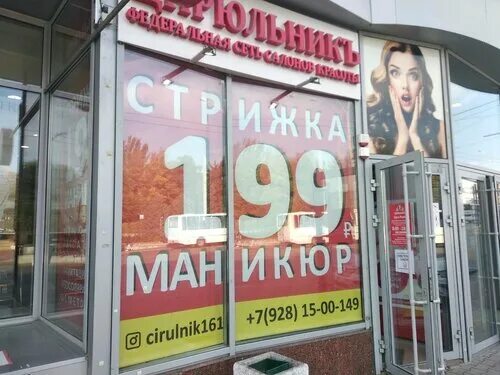 ЦИРЮЛЬНИКЪ
ФЕДЕРАЛЬНАЯ СЕТЬ САЛОНОВ КРАСОТЫ
СТРИЖКА
199₽
МАНИКЮР
cirulnik161 +7(928) 15-00-149